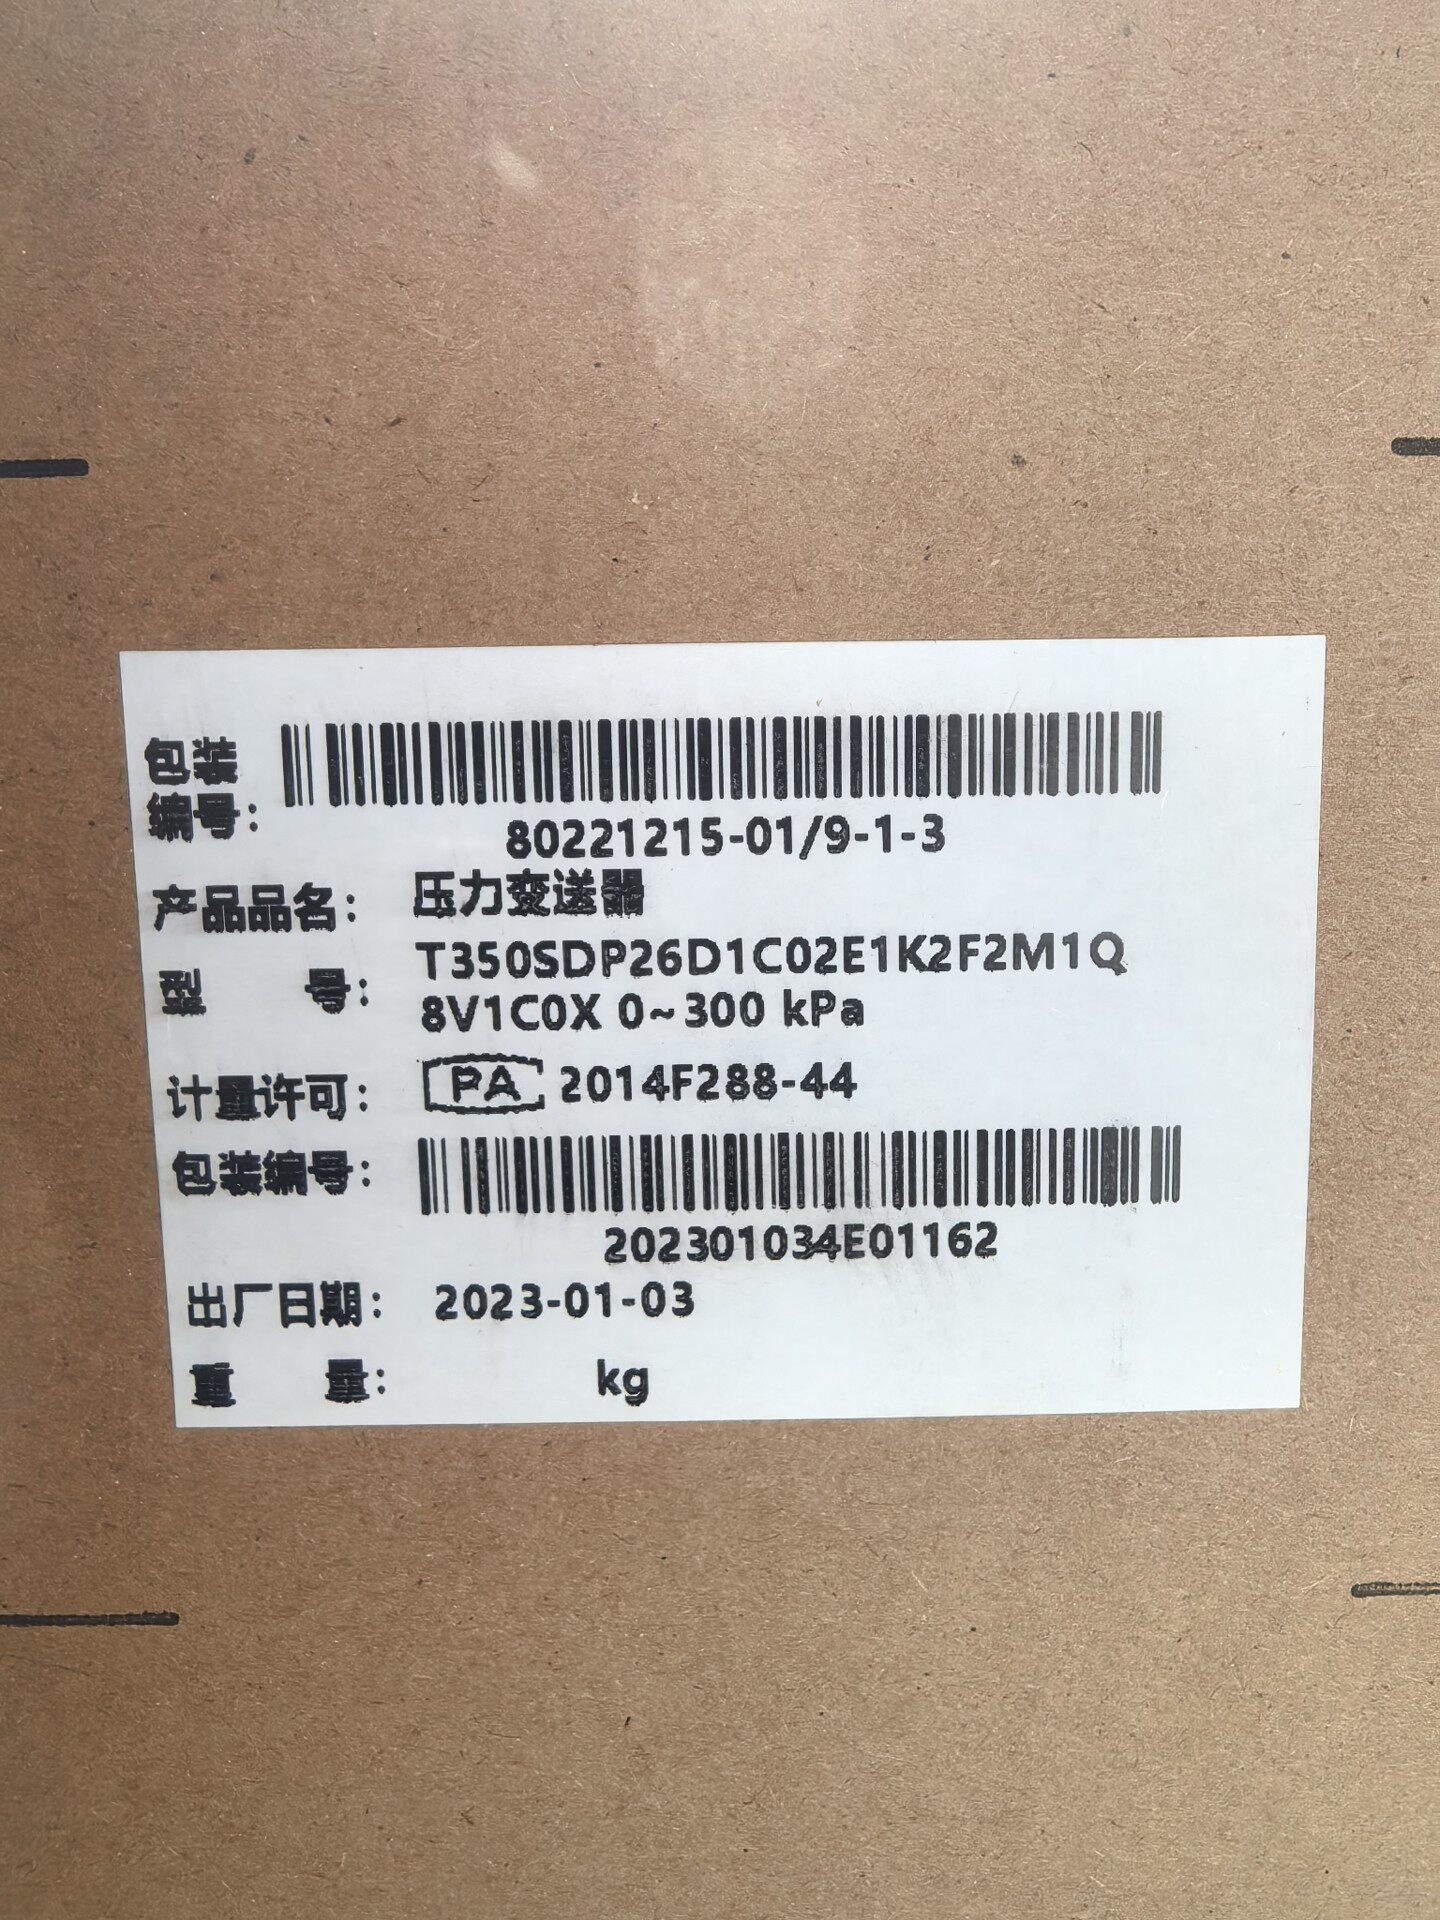 包装
编号：
80221215-01/9-1-3
产品品名： 压力变送器
型 号： T350SDP26D1C02E1K2F2M1Q
8V1C0X 0~300 kPa
计量许可： PA 2014F288-44
包装编号：
202301034E01162
出厂日期： 2023-01-03
重 量： kg